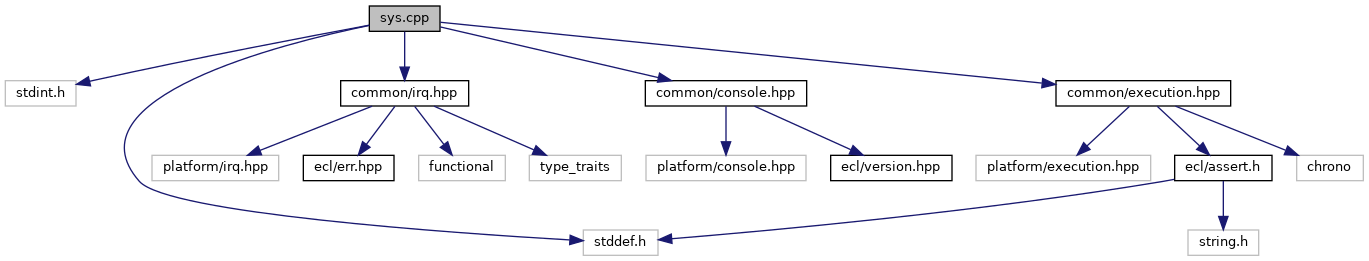 sys.cpp
stdint.h
common/irq.hpp
common/console.hpp
common/execution.hpp
platform/irq.hpp
ecl/err.hpp
functional
type_traits
platform/console.hpp
ecl/version.hpp
platform/execution.hpp
ecl/assert.h
chrono
stddef.h
string.h